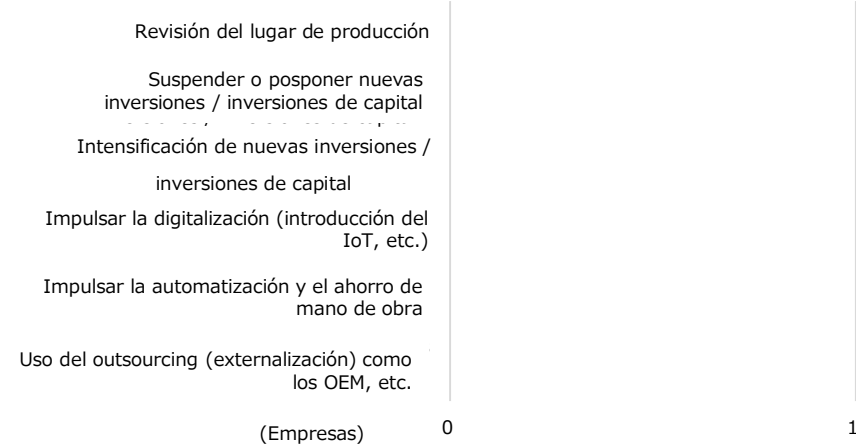 Revisión del lugar de producción
Suspender o posponer nuevas
inversiones / inversiones de capital
Intensificación de nuevas inversiones /
inversiones de capital
Impulsar la digitalización (introducción del
IoT, etc.)
Impulsar la automatización y el ahorro de
mano de obra
Uso del outsourcing (externalización) como
los OEM, etc.
(Empresas) 0 1